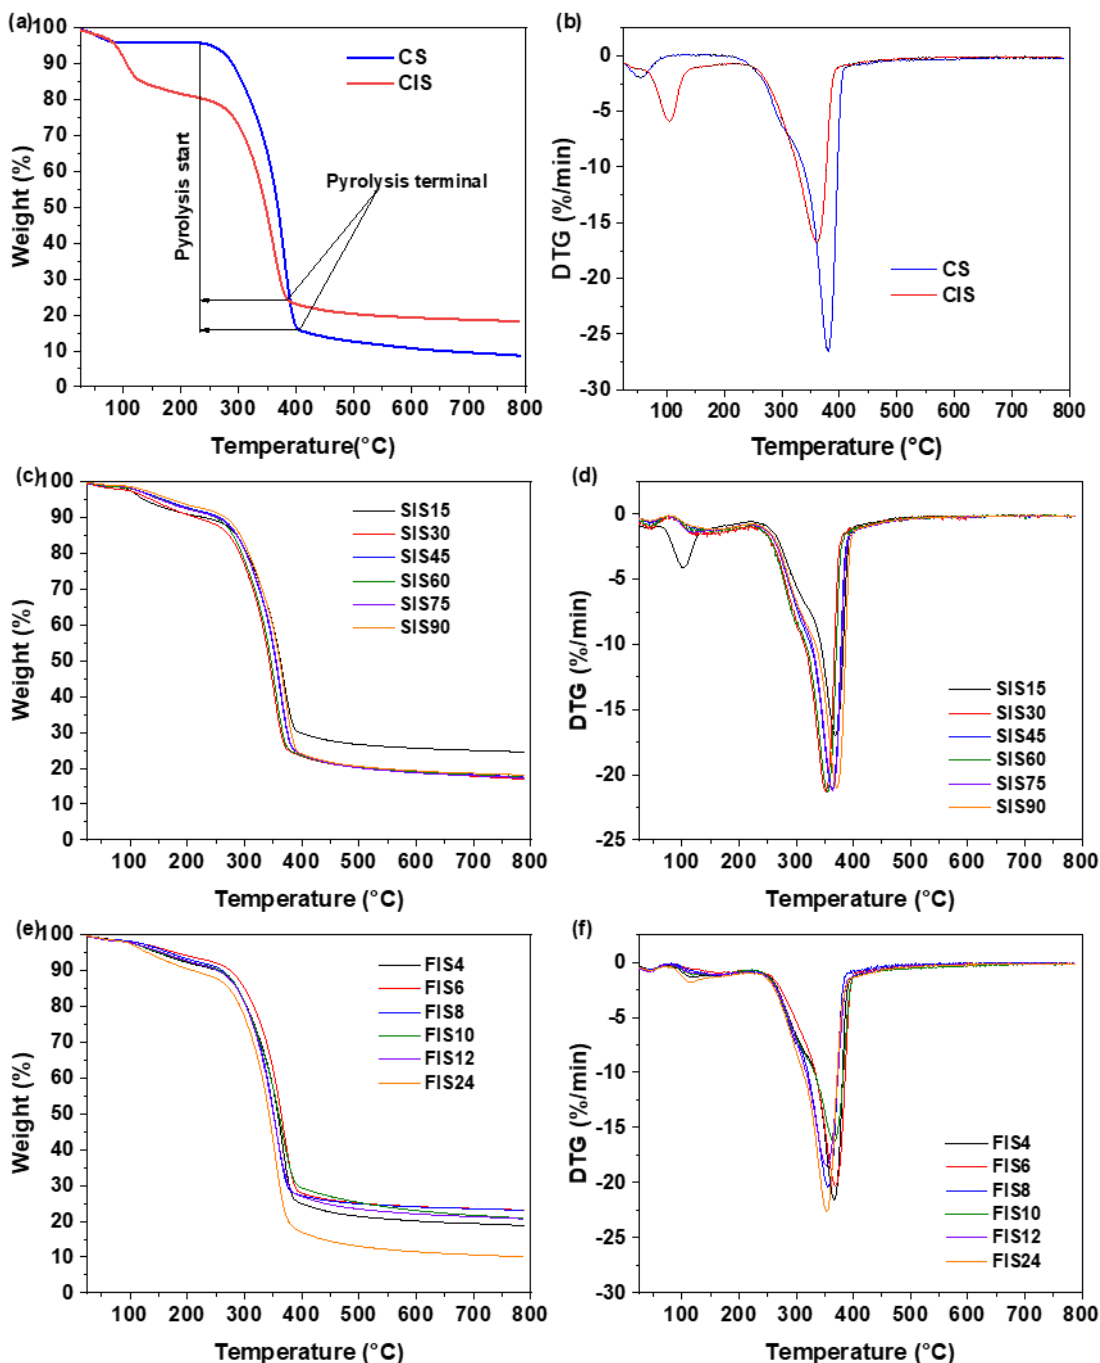 (a)
100
90
80
70
60
50
40
30
20
10
0
Weight (%)
CS
CIS
Pyrolysis start
Pyrolysis terminal
100 200 300 400 500 600 700 800
Temperature(°C)
(b)
0
-5
-10
-15
-20
-25
-30
DTG (%/min)
CS
CIS
100 200 300 400 500 600 700 800
Temperature (°C)
(c)
100
90
80
70
60
50
40
30
20
10
0
Weight (%)
SIS15
SIS30
SIS45
SIS60
SIS75
SIS90
100 200 300 400 500 600 700 800
Temperature (°C)
(d)
0
-5
-10
-15
-20
-25
DTG (%/min)
SIS15
SIS30
SIS45
SIS60
SIS75
SIS90
100 200 300 400 500 600 700 800
Temperature (°C)
(e)
100
90
80
70
60
50
40
30
20
10
0
Weight (%)
FIS4
FIS6
FIS8
FIS10
FIS12
FIS24
100 200 300 400 500 600 700 800
Temperature (°C)
(f)
0
-5
-10
-15
-20
-25
-30
DTG (%/min)
FIS4
FIS6
FIS8
FIS10
FIS12
FIS24
100 200 300 400 500 600 700 800
Temperature (°C)